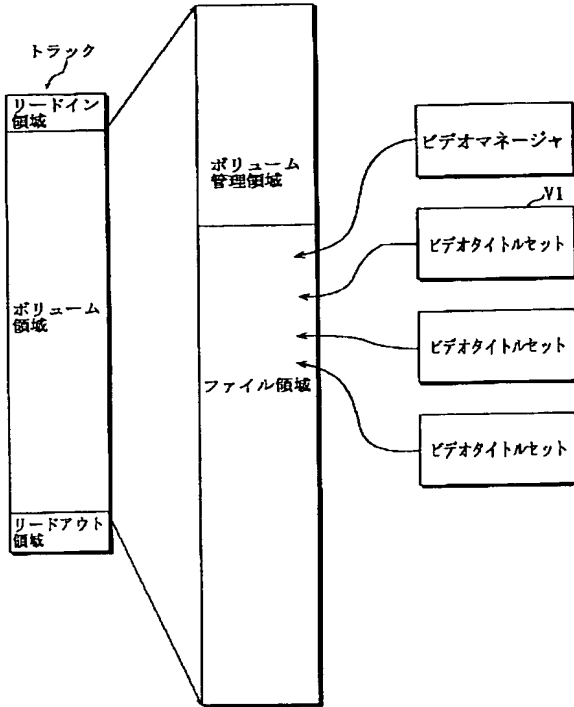 トラック
リードイン
領域
ボリューム
領域
リードアウト
領域
ボリューム
管理領域
ファイル領域
ビデオマネージャ
V1
ビデオタイトルセット
ビデオタイトルセット
ビデオタイトルセット